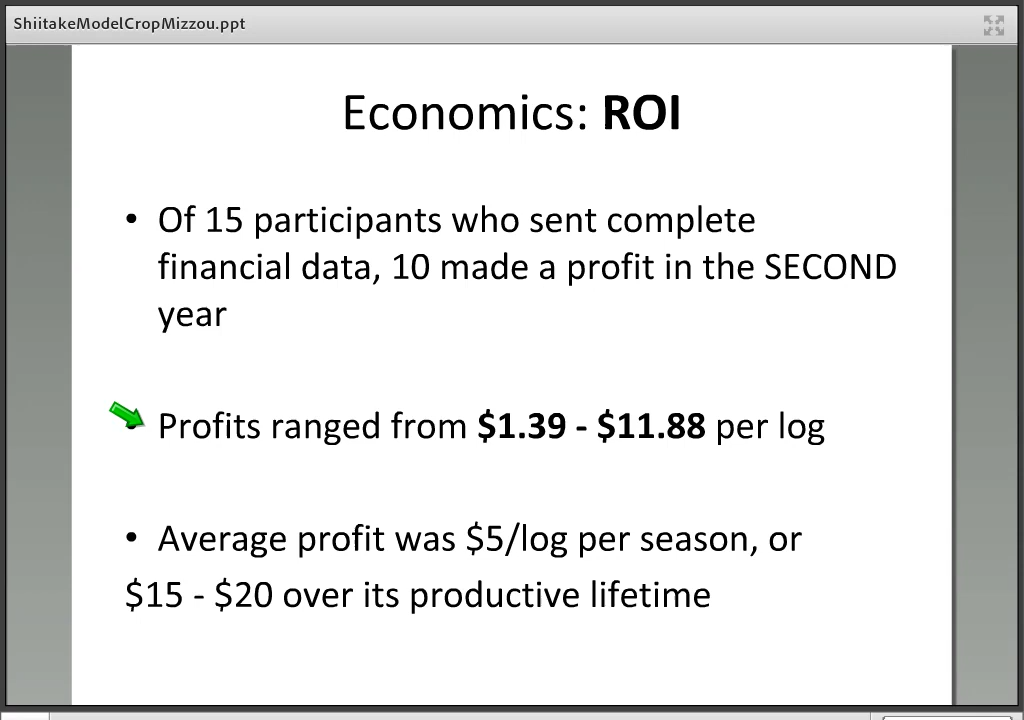 ShiitakeModelCropMizzou.ppt
Economics: ROI
• Of 15 participants who sent complete
financial data, 10 made a profit in the SECOND
year
• Profits ranged from $1.39 - $11.88 per log
• Average profit was $5/log per season, or
$15 - $20 over its productive lifetime